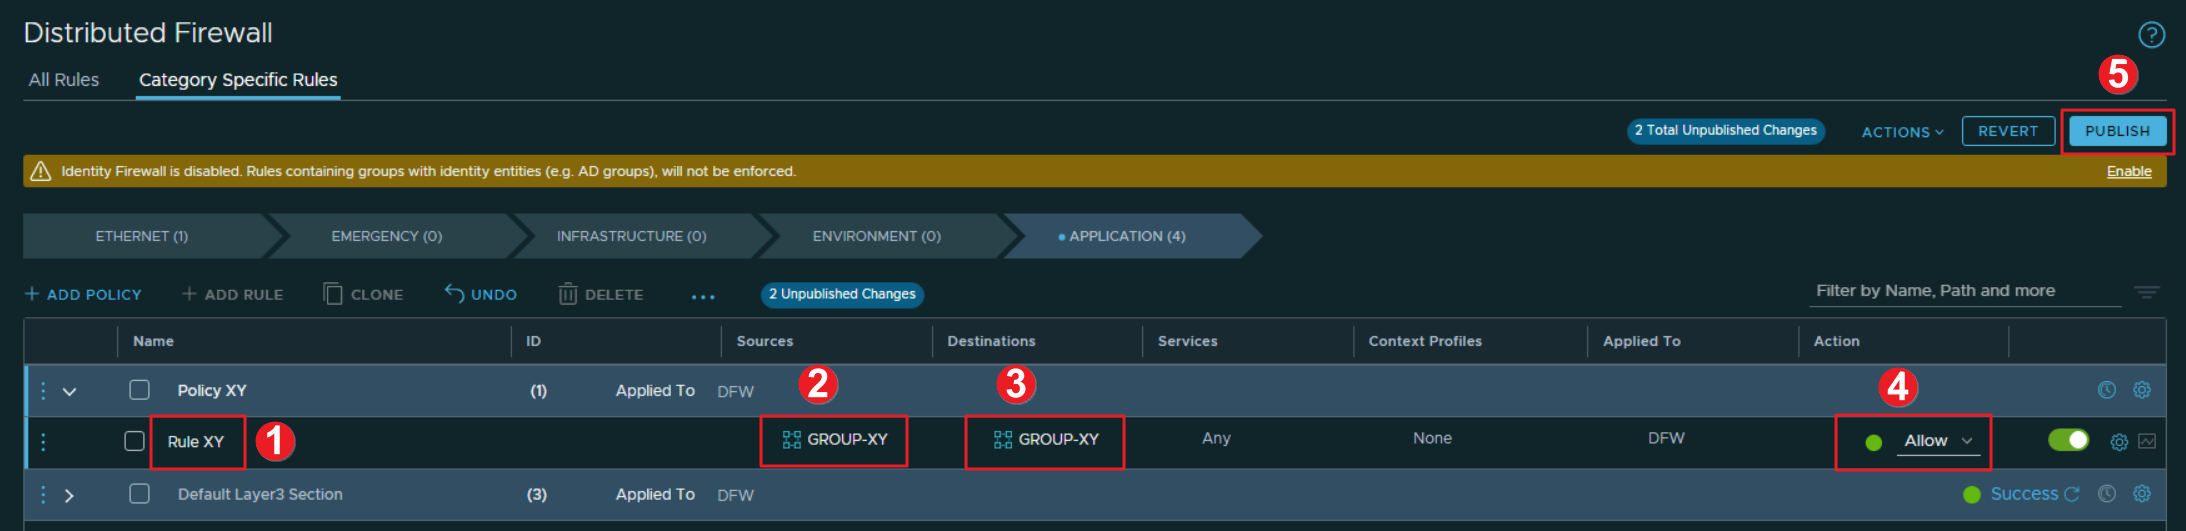 Distributed Firewall
?
All Rules Category Specific Rules
5
2 Total Unpublished Changes ACTIONS REVERT PUBLISH
Identity Firewall is disabled. Rules containing groups with identity entities (e.g. AD groups), will not be enforced. Enable
ETHERNET (1) EMERGENCY (0) INFRASTRUCTURE (0) ENVIRONMENT (0) APPLICATION (4)
+ ADD POLICY + ADD RULE CLONE UNDO DELETE ... 2 Unpublished Changes Filter by Name, Path and more
Name ID Sources Destinations Services Context Profiles Applied To Action
2 3 4
Policy XY (1) Applied To DFW
Rule XY 1 GROUP-XY GROUP-XY Any None DFW Allow
Default Layer3 Section (3) Applied To DFW Success